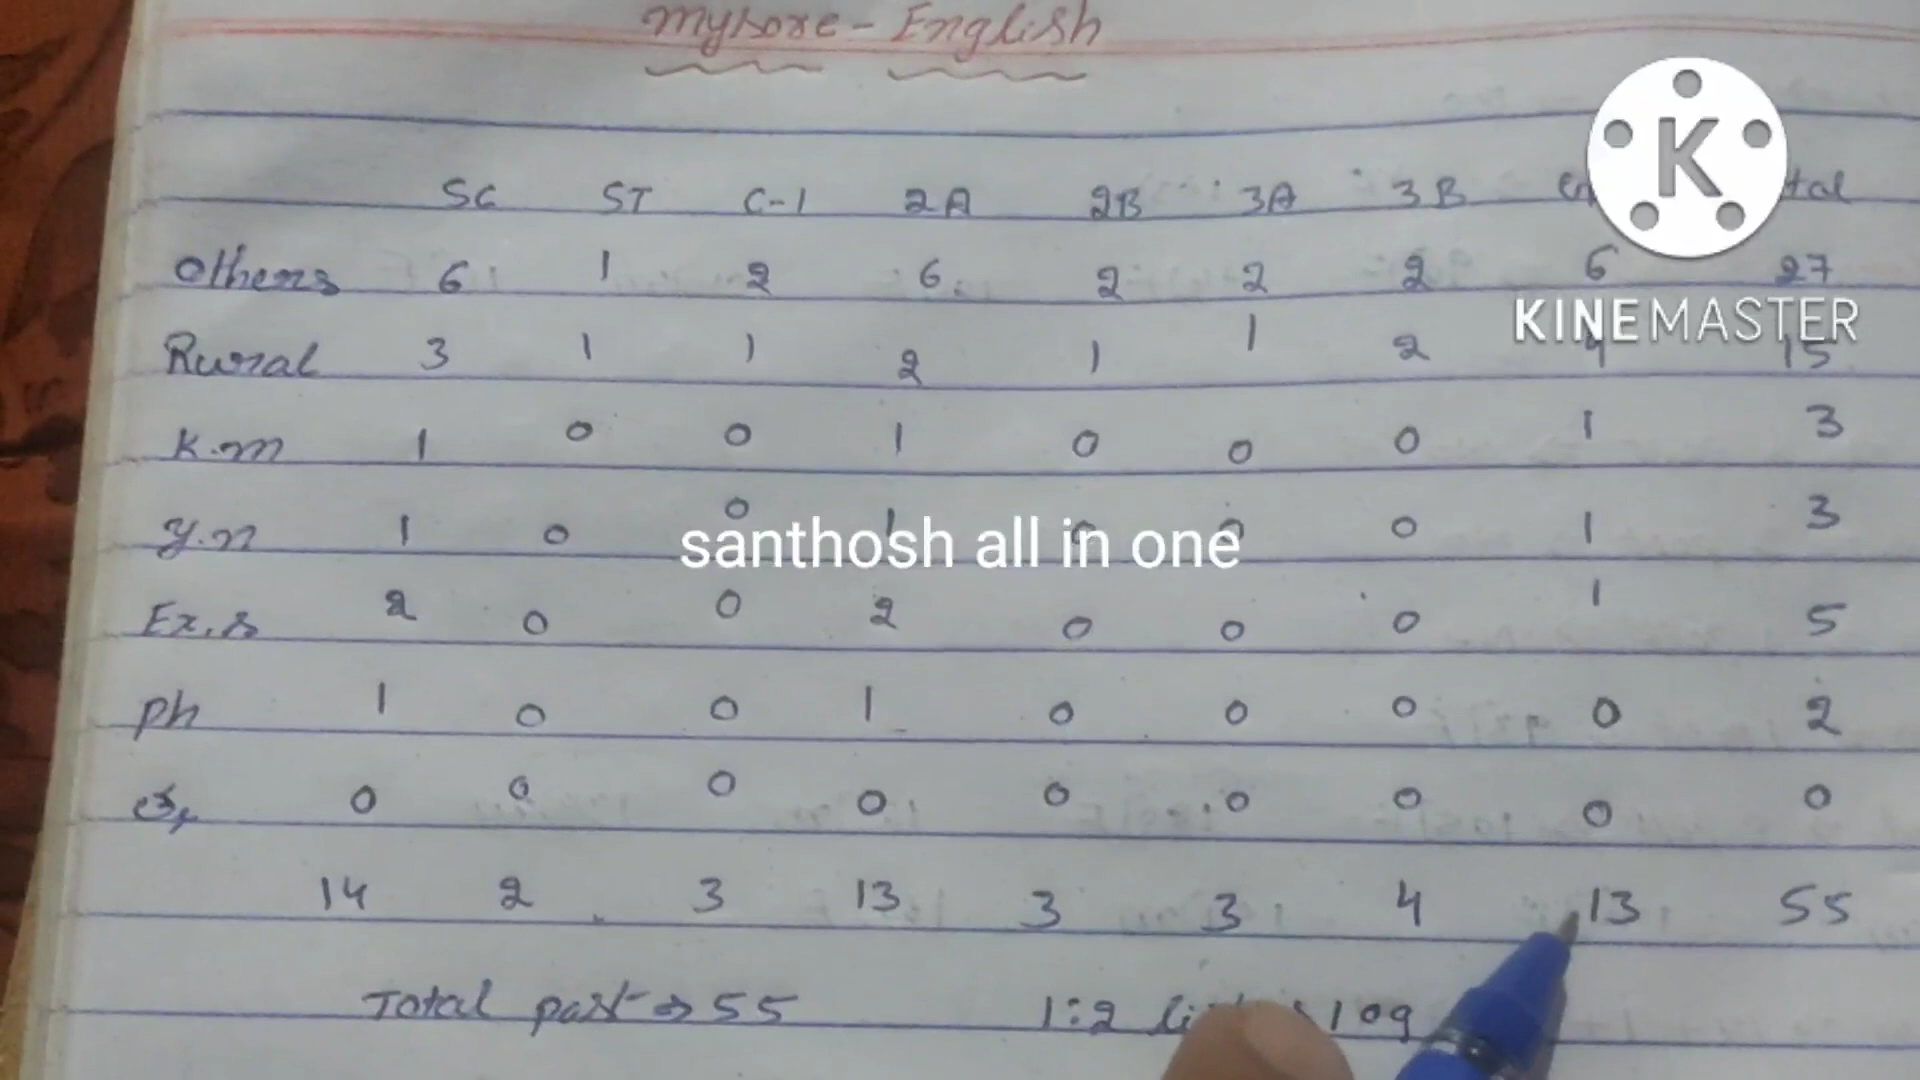 Mysore - English
SC ST C-1 2A 2B 3A 3B tal
Others 6 1 2 6 2 2 2 6 27
Rural 3 1 1 2 1 1 2 4 15
K.M 1 0 0 1 0 0 0 1 3
Y.N 1 0 0 1 0 0 0 1 3
Ex.s 2 0 0 2 0 0 0 1 5
Ph 1 0 0 1 0 0 0 0 2
0 0 0 0 0 0 0 0 0
14 2 3 13 3 3 4 13 55
Total post → 55 1:2 109
K
KINEMASTER
santhosh all in one